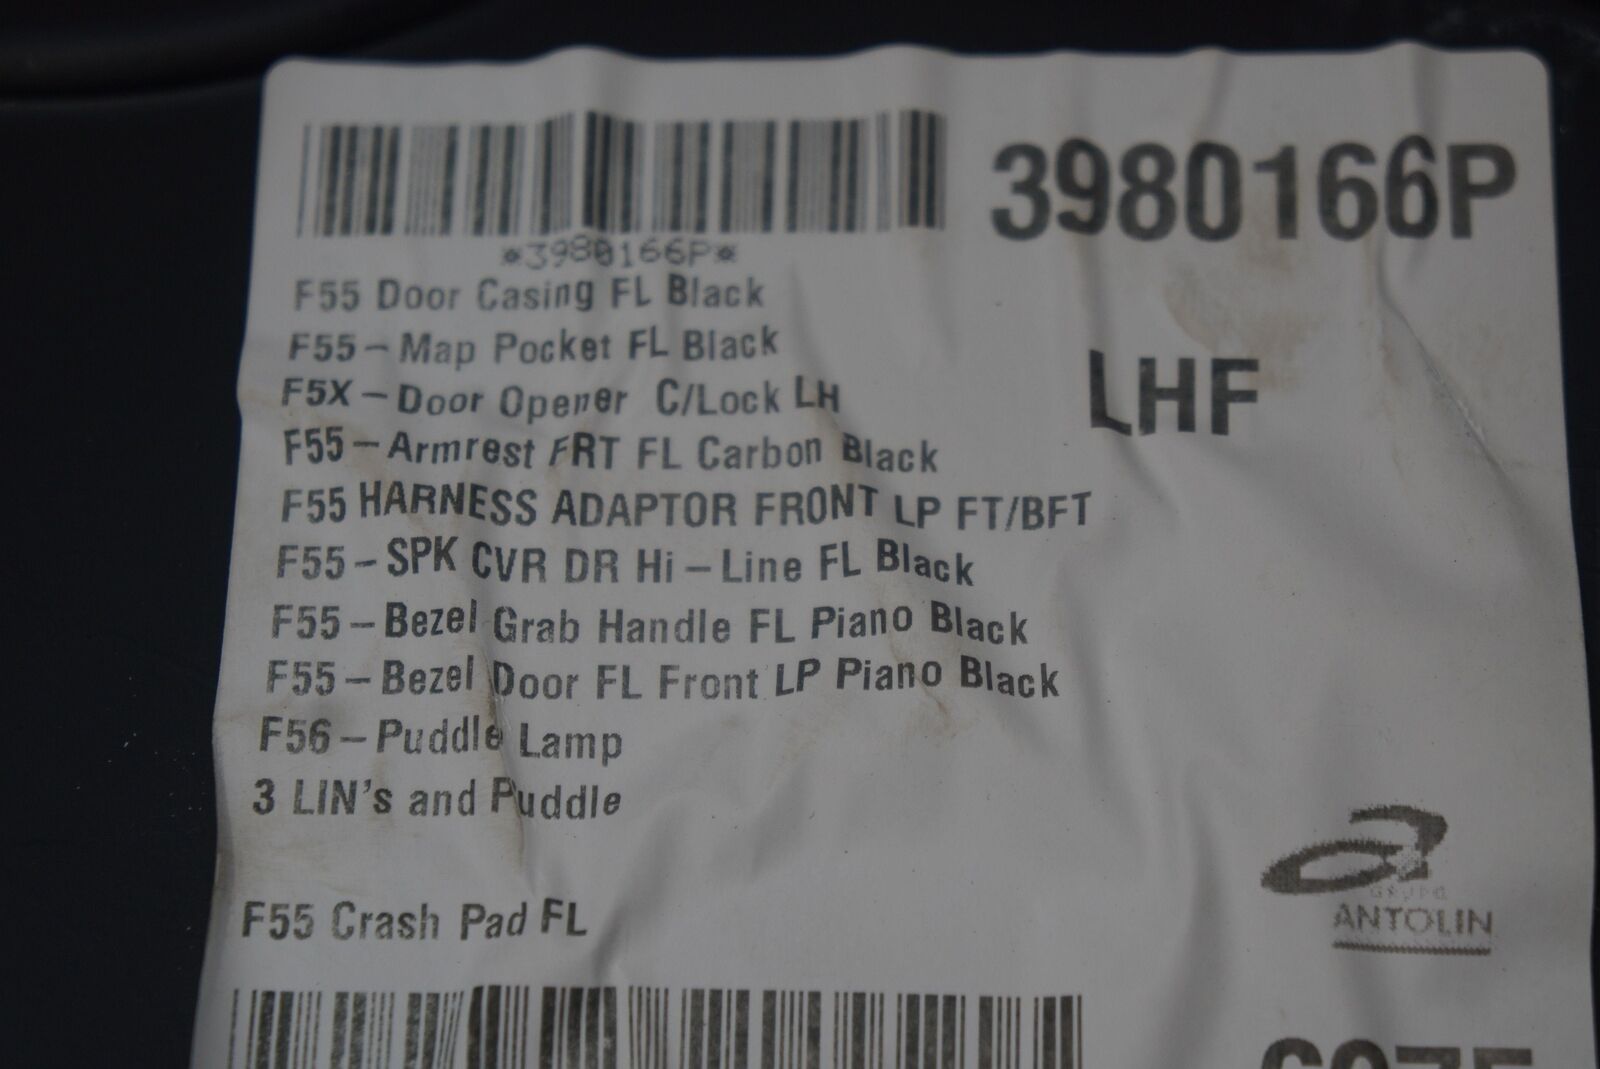 3980166P
*3980166P*
F55 Door Casing FL Black
F55-Map Pocket FL Black
LHF
F5X-Door Opener C/Lock LH
F55-Armrest FRT FL Carbon Black
F55 HARNESS ADAPTOR FRONT LP FT/BFT
F55-SPK CVR DR Hi-Line FL Black
F55-Bezel Grab Handle FL Piano Black
F55-Bezel Door FL Front LP Piano Black
F56-Puddle Lamp
3 LIN's and Puddle
Grupo
ANTOLIN
F55 Crash Pad FL